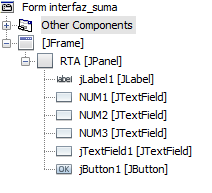 Form interfaz_suma
Other Components
[JFrame]
RTA [JPanel]
label jLabel1 [JLabel]
NUM1 [JTextField]
NUM2 [JTextField]
NUM3 [JTextField]
jTextField1 [JTextField]
OK jButton1 [JButton]